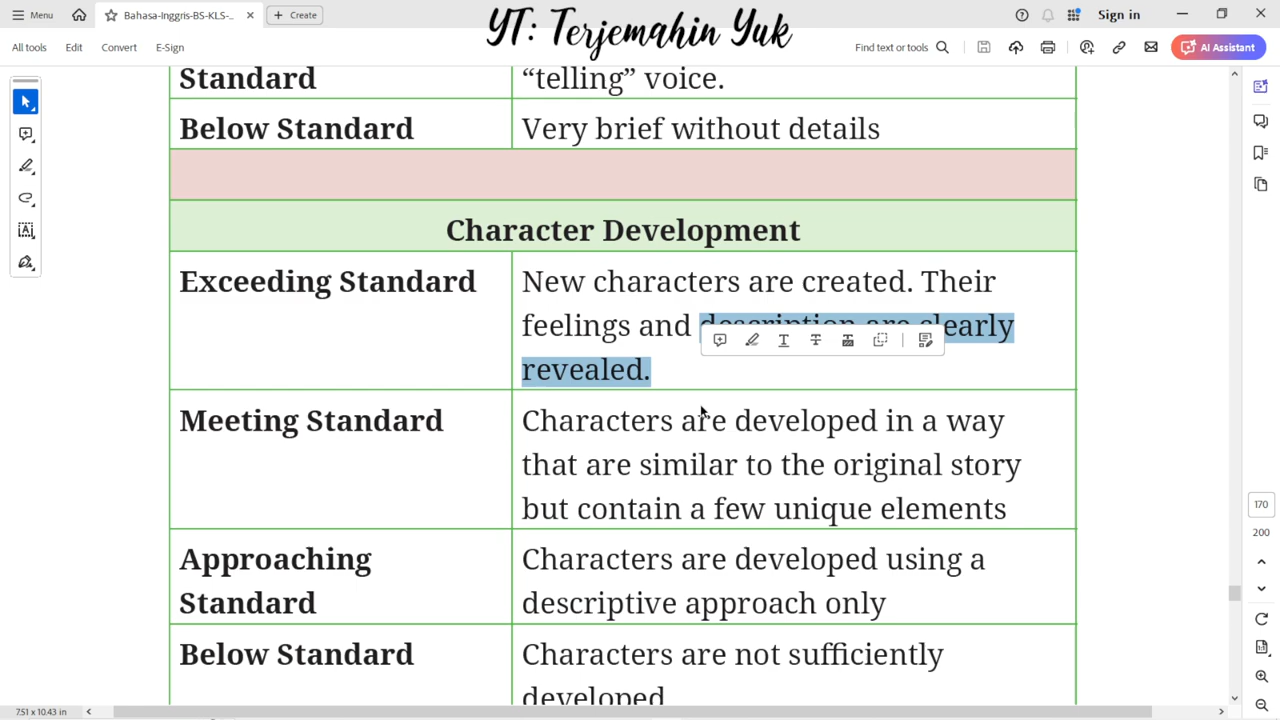 Menu
Bahasa-Inggris-BS-KLS-...
Create
YT: Terjemahin Yuk
Sign in
All tools
Edit
Convert
E-Sign
Find text or tools
AI Assistant
Standard
“telling” voice.
Below Standard
Very brief without details
Character Development
Exceeding Standard
New characters are created. Their
feelings and description are clearly
revealed.
Meeting Standard
Characters are developed in a way
that are similar to the original story
but contain a few unique elements
Approaching
Standard
Characters are developed using a
descriptive approach only
Below Standard
Characters are not sufficiently
developed
170
200
7.51 x 10.43 in